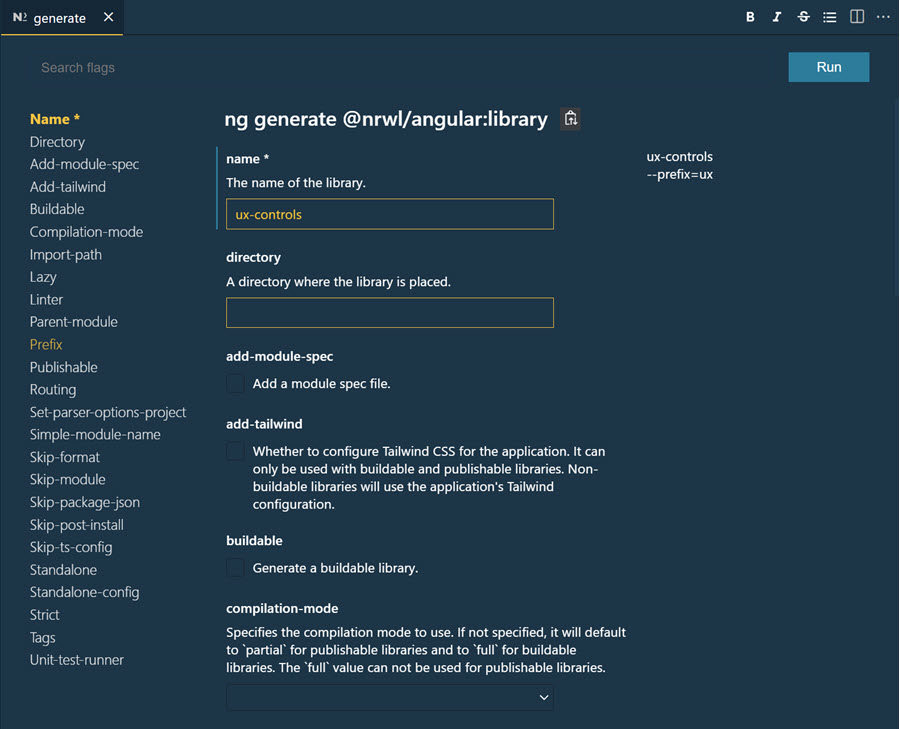 generate
B I S
Search flags
Run
Name *
Directory
Add-module-spec
Add-tailwind
Buildable
Compilation-mode
Import-path
Lazy
Linter
Parent-module
Prefix
Publishable
Routing
Set-parser-options-project
Simple-module-name
Skip-format
Skip-module
Skip-package-json
Skip-post-install
Skip-ts-config
Standalone
Standalone-config
Strict
Tags
Unit-test-runner
ng generate @nrwl/angular:library
name *
The name of the library.
ux-controls
directory
A directory where the library is placed.
add-module-spec
Add a module spec file.
add-tailwind
Whether to configure Tailwind CSS for the application. It can
only be used with buildable and publishable libraries. Non-
buildable libraries will use the application's Tailwind
configuration.
buildable
Generate a buildable library.
compilation-mode
Specifies the compilation mode to use. If not specified, it will default
to `partial` for publishable libraries and to `full` for buildable
libraries. The `full` value can not be used for publishable libraries.
ux-controls
--prefix=ux